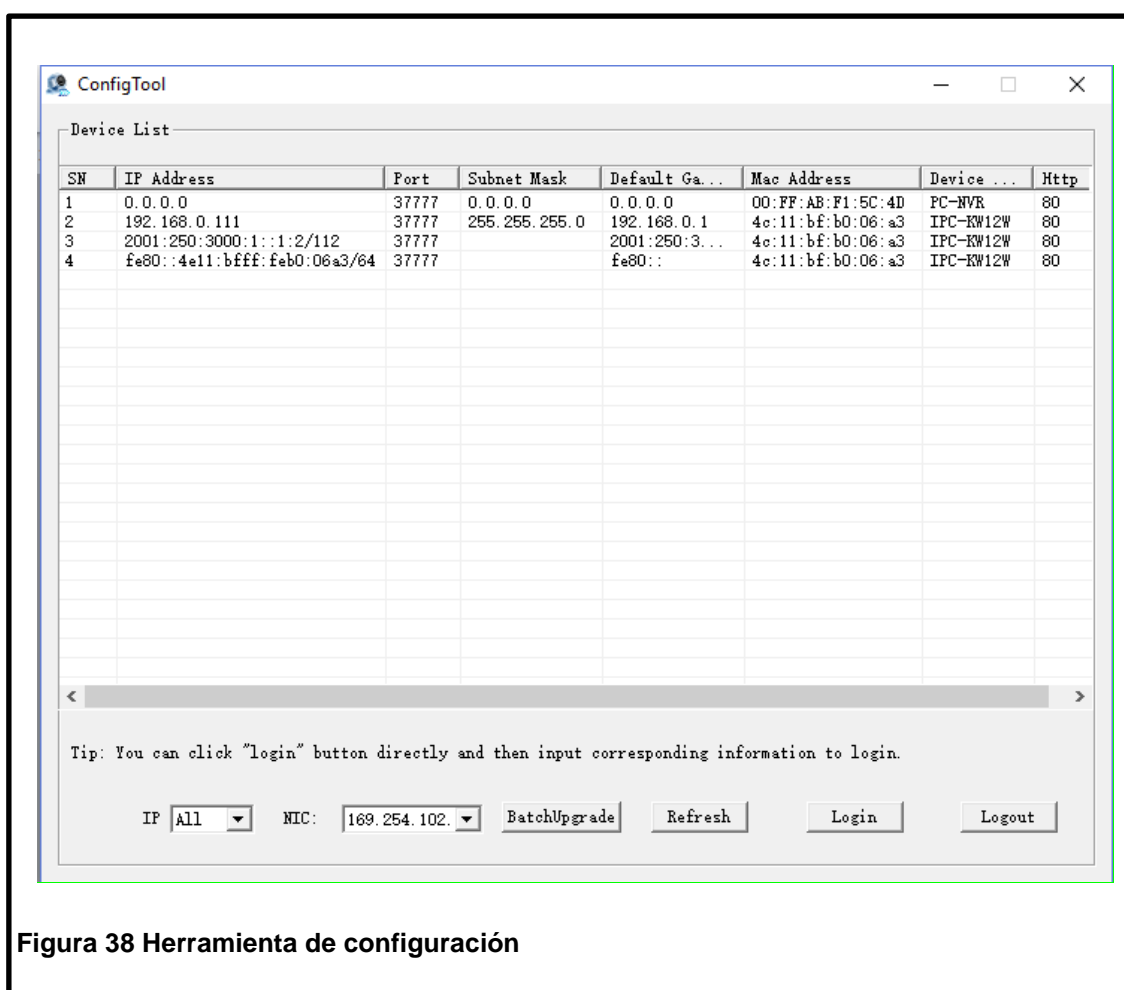 ConfigTool
Device List
SN IP Address Port Subnet Mask Default Ga... Mac Address Device ... Http
1 0.0.0.0 37777 0.0.0.0 0.0.0.0 00:FF:AB:F1:5C:4D PC-NVR 80
2 192.168.0.111 37777 255.255.255.0 192.168.0.1 4c:11:bf:b0:06:a3 IPC-KW12W 80
3 2001:250:3000:1::1:2/112 37777 2001:250:3... 4c:11:bf:b0:06:a3 IPC-KW12W 80
4 fe80::4e11:bfff:feb0:06a3/64 37777 fe80:: 4c:11:bf:b0:06:a3 IPC-KW12W 80
Tip: You can click "login" button directly and then input corresponding information to login.
IP All NIC: 169.254.102. BatchUpgrade Refresh Login Logout
Figura 38 Herramienta de configuración